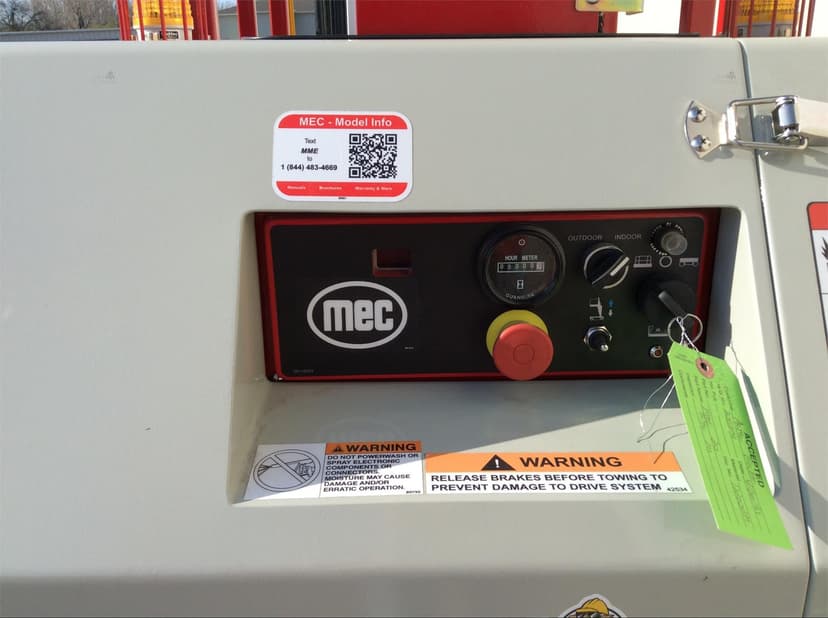 MEC - Model Info
Text
MME
to
1 (844) 483-4669
Manuals Brochures Warranty & More
HOUR METER
OUTDOOR INDOOR
mec
WARNING
DO NOT POWERWASH OR
SPRAY ELECTRONIC
COMPONENTS OR
CONNECTORS.
MOISTURE MAY CAUSE
DAMAGE AND/OR
ERRATIC OPERATION.
WARNING
RELEASE BRAKES BEFORE TOWING TO
PREVENT DAMAGE TO DRIVE SYSTEM 42534
ACCEPTED